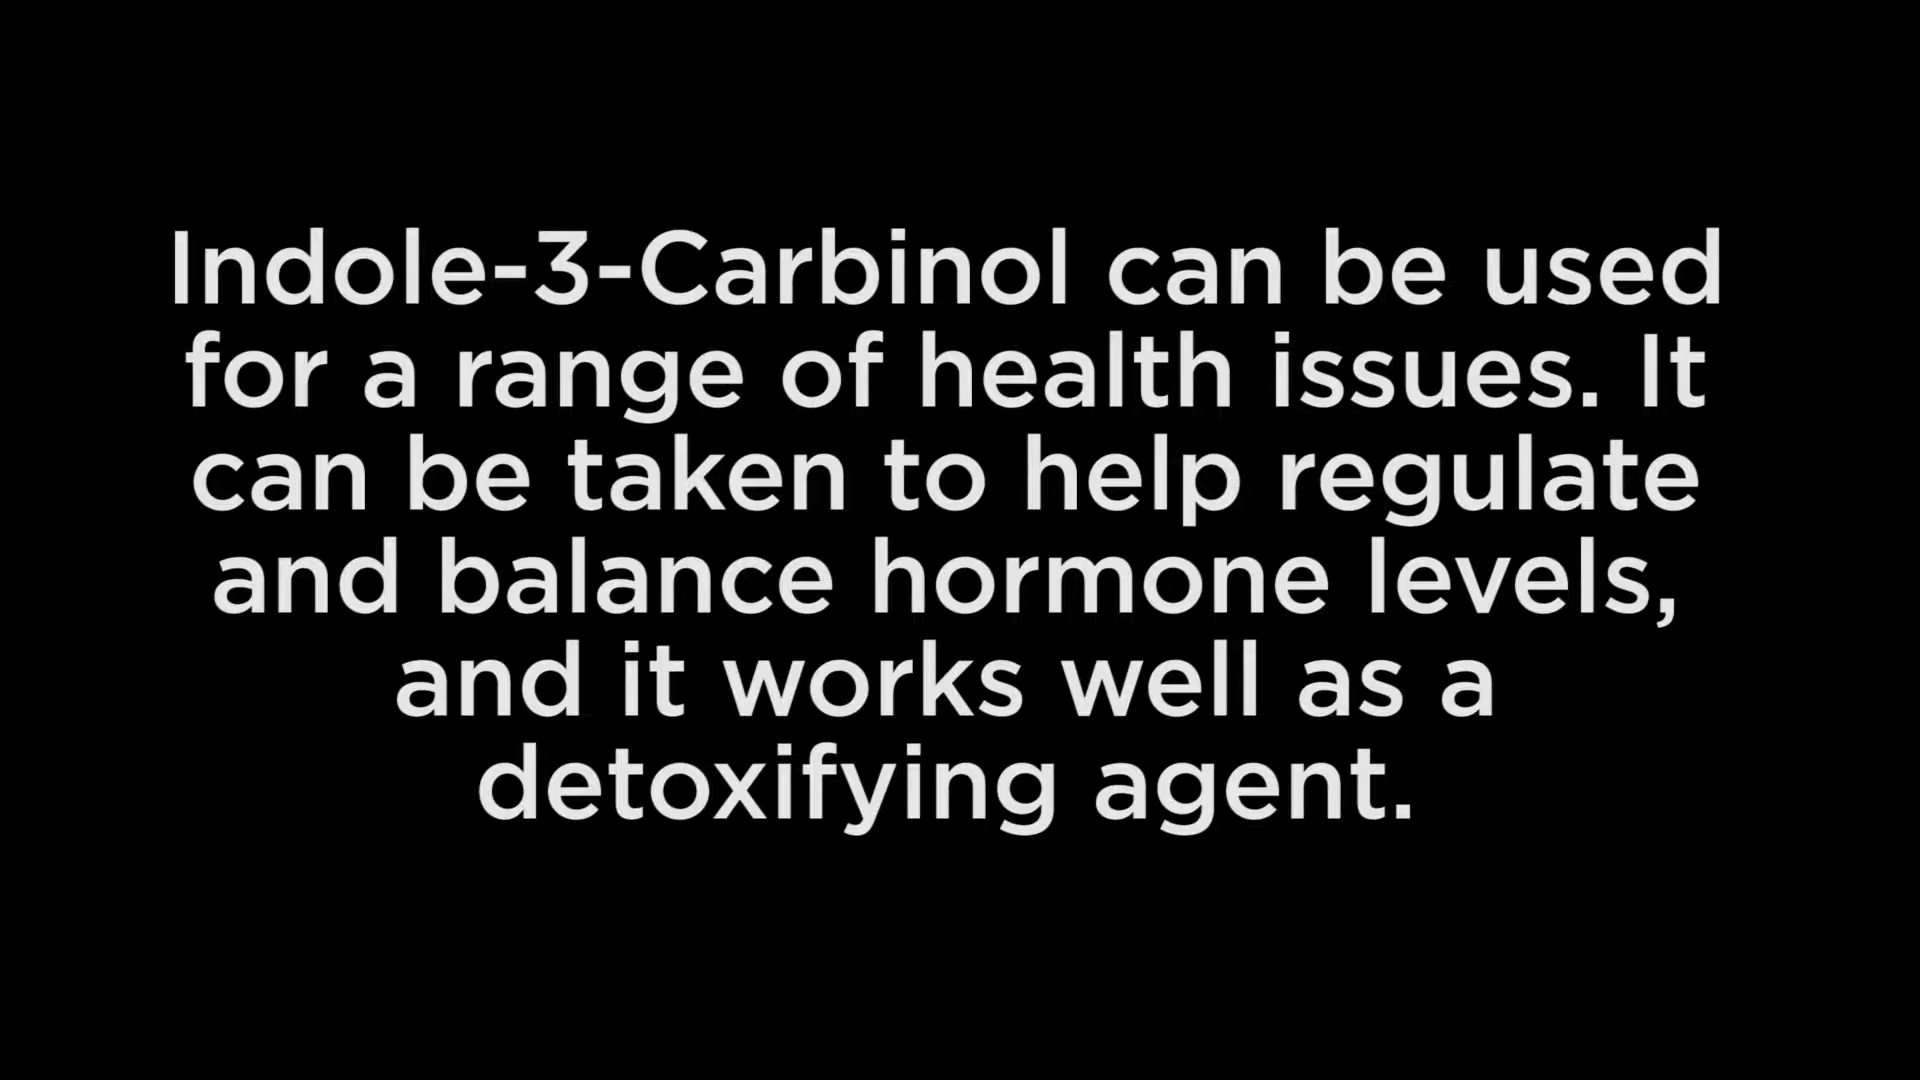 Indole-3-Carbinol can be used
for a range of health issues. It
can be taken to help regulate
and balance hormone levels,
and it works well as a
detoxifying agent.